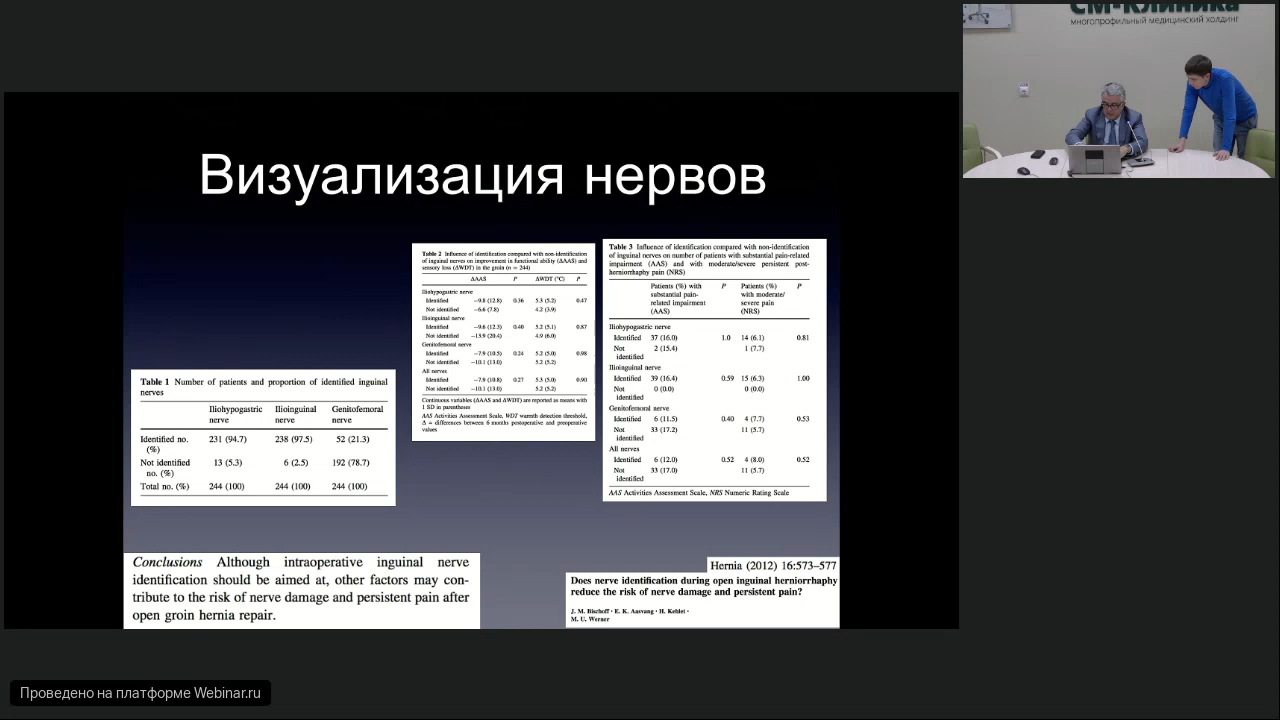 СМ-Клиника
многопрофильный медицинский холдинг
Визуализация нервов
Table 2 Influence of identification compared with non-identification
of inguinal nerves on improvement in functional ability (ΔAAS) and
sensory loss (ΔWDT) in the groin (n = 244)
ΔAAS P ΔWDT (°C) P
Iliohypogastric nerve
Identified −9.8 (12.8) 0.36 5.3 (5.2) 0.47
Not identified −6.6 (7.8) 4.2 (3.9)
Ilioinguinal nerve
Identified −9.6 (12.3) 0.40 5.2 (5.1) 0.87
Not identified −13.9 (20.4) 4.9 (6.0)
Genitofemoral nerve
Identified −7.9 (10.5) 0.24 5.2 (5.0) 0.98
Not identified −10.1 (13.0) 5.2 (5.2)
All nerves
Identified −7.9 (10.8) 0.27 5.3 (5.0) 0.90
Not identified −10.1 (13.0) 5.2 (5.2)
Continuous variables (ΔAAS and ΔWDT) are reported as means with
1 SD in parentheses
AAS Activities Assessment Scale, WDT warmth detection threshold,
Δ = differences between 6 months postoperative and preoperative
values
Table 3 Influence of identification compared with non-identification
of inguinal nerves on number of patients with substantial pain-related
impairment (AAS) and with moderate/severe persistent post-
herniorrhaphy pain (NRS)
Patients (%) with P Patients (%) P
substantial pain- with moderate/
related impairment severe pain
(AAS) (NRS)
Iliohypogastric nerve
Identified 37 (16.0) 1.0 14 (6.1) 0.81
Not 2 (15.4) 1 (7.7)
identified
Ilioinguinal nerve
Identified 39 (16.4) 0.59 15 (6.3) 1.00
Not 0 (0.0) 0 (0.0)
identified
Genitofemoral nerve
Identified 6 (11.5) 0.40 4 (7.7) 0.53
Not 33 (17.2) 11 (5.7)
identified
All nerves
Identified 6 (12.0) 0.52 4 (8.0) 0.52
Not 33 (17.0) 11 (5.7)
identified
AAS Activities Assessment Scale, NRS Numeric Rating Scale
Table 1 Number of patients and proportion of identified inguinal
nerves
Iliohypogastric Ilioinguinal Genitofemoral
nerve nerve nerve
Identified no. 231 (94.7) 238 (97.5) 52 (21.3)
(%)
Not identified 13 (5.3) 6 (2.5) 192 (78.7)
no. (%)
Total no. (%) 244 (100) 244 (100) 244 (100)
Conclusions Although intraoperative inguinal nerve
identification should be aimed at, other factors may con-
tribute to the risk of nerve damage and persistent pain after
open groin hernia repair.
Hernia (2012) 16:573–577
Does nerve identification during open inguinal herniorrhaphy
reduce the risk of nerve damage and persistent pain?
J. M. Bischoff · E. K. Aasvang · H. Kehlet ·
M. U. Werner
Проведено на платформе Webinar.ru